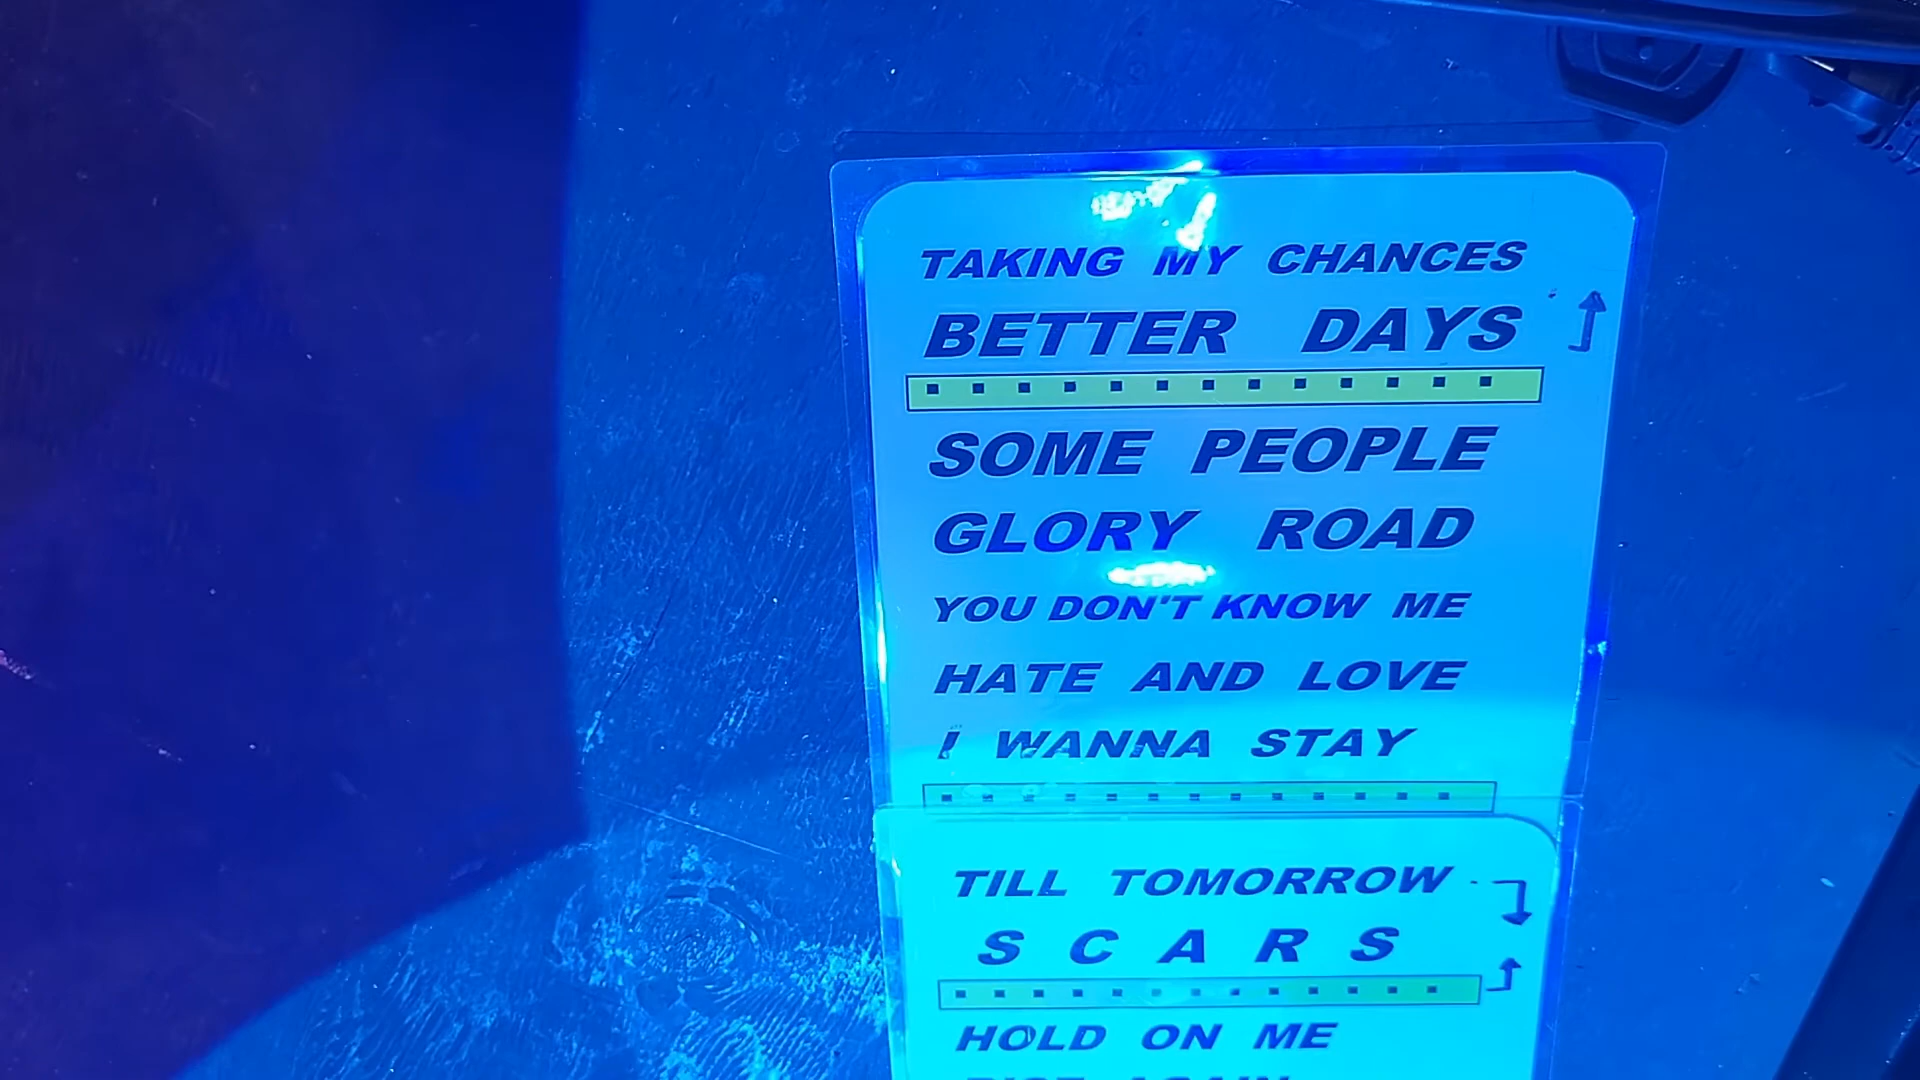 TAKING MY CHANCES
BETTER DAYS
SOME PEOPLE
GLORY ROAD
YOU DON'T KNOW ME
HATE AND LOVE
I WANNA STAY
TILL TOMORROW
SCARS
HOLD ON ME